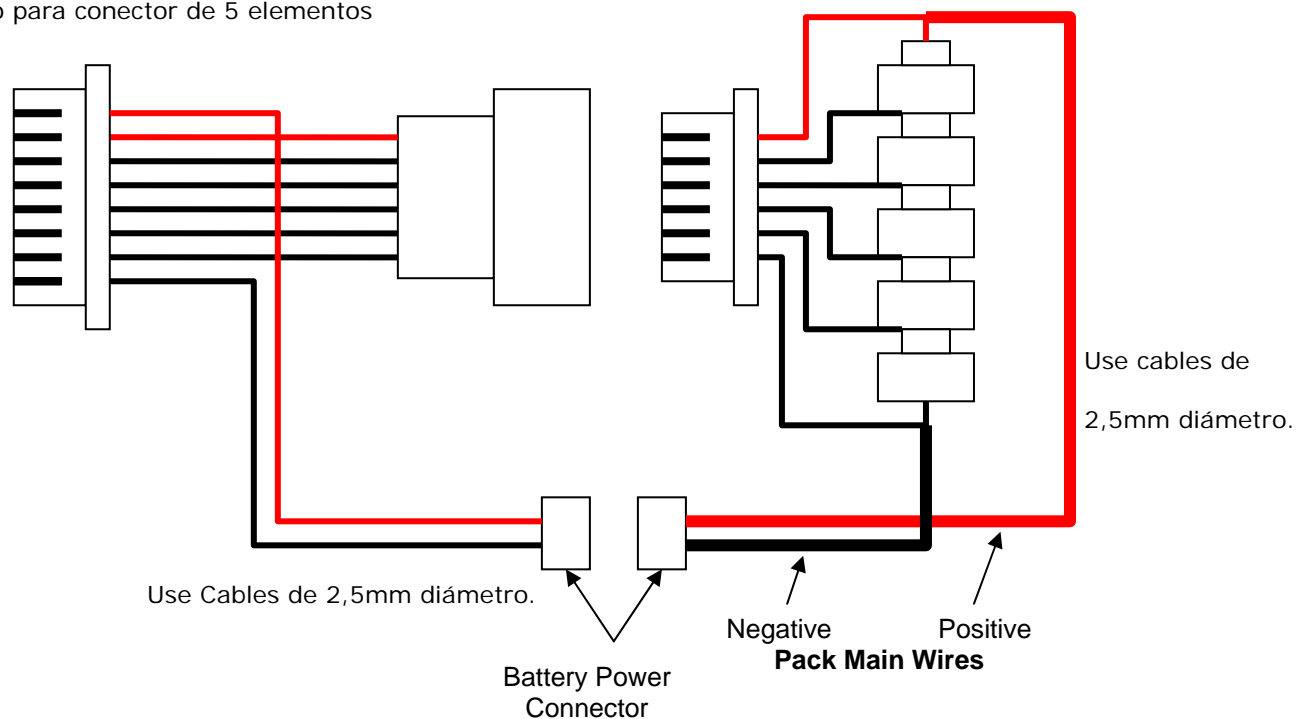 para conector de 5 elementos
Use cables de
2,5mm diámetro.
Use Cables de 2,5mm diámetro.
Negative Positive
Pack Main Wires
Battery Power
Connector